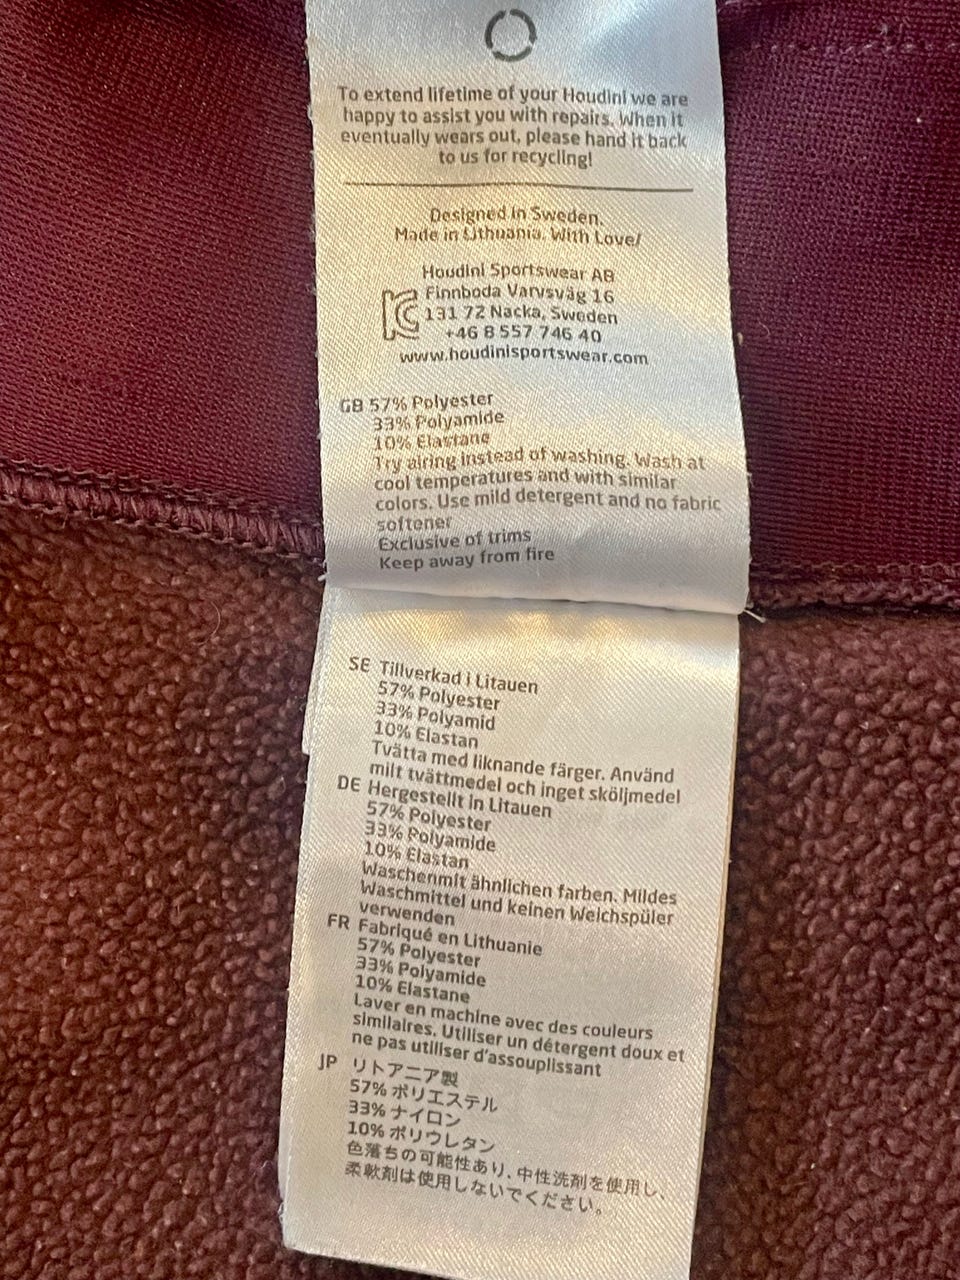 To extend lifetime of your Houdini we are
happy to assist you with repairs. When it
eventually wears out, please hand it back
to us for recycling!
Designed in Sweden.
Made in Lithuania. With Love/
Houdini Sportswear AB
Finnboda Varvsväg 16
131 72 Nacka, Sweden
+46 8 557 746 40
www.houdinisportswear.com
GB 57% Polyester
33% Polyamide
10% Elastane
Try airing instead of washing. Wash at
cool temperatures and with similar
colors. Use mild detergent and no fabric
softener
Exclusive of trims
Keep away from fire
SE Tillverkad i Litauen
57% Polyester
33% Polyamid
10% Elastan
Tvätta med liknande färger. Använd
milt tvättmedel och inget sköljmedel
DE Hergestellt in Litauen
57% Polyester
33% Polyamide
10% Elastan
Waschenmit ähnlichen farben. Mildes
Waschmittel und keinen Weichspüler
verwenden
FR Fabriqué en Lithuanie
57% Polyester
33% Polyamide
10% Elastane
Laver en machine avec des couleurs
similaires. Utiliser un détergent doux et
ne pas utiliser d'assouplissant
JP リトアニア製
57% ポリエステル
33% ナイロン
10% ポリウレタン
色落ちの可能性あり、中性洗剤を使用し、
柔軟剤は使用しないでください。